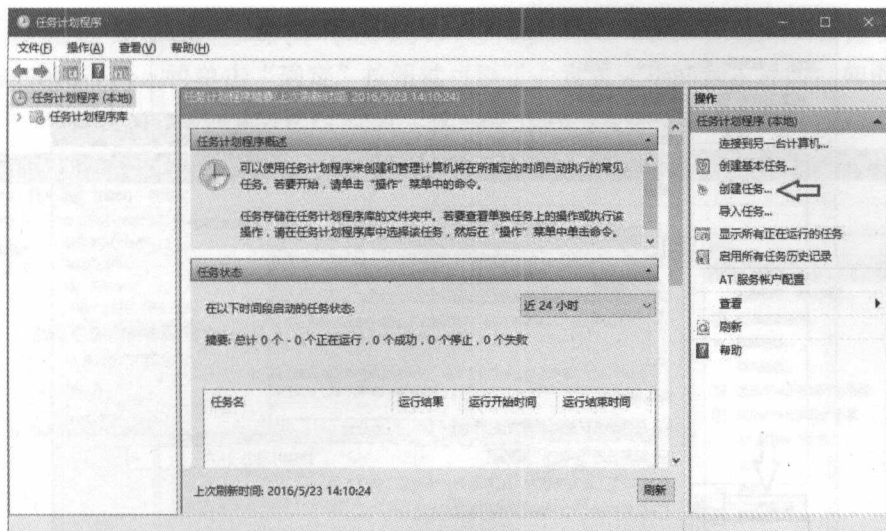 任务计划程序
文件(F) 操作(A) 查看(V) 帮助(H)
任务计划程序 (本地)
任务计划程序库
任务计划程序摘要(上次刷新时间: 2016/5/23 14:10:24)
任务计划程序概述
可以使用任务计划程序来创建和管理计算机将在所指定的时间自动执行的常见
任务。若要开始，请单击“操作”菜单中的命令。
任务存储在任务计划程序库的文件夹中。若要查看单独任务上的操作或执行该
操作，请在任务计划程序库中选择该任务，然后在“操作”菜单中单击命令。
任务状态
在以下时间段启动的任务状态:
近 24 小时
摘要: 总计 0 个 - 0 个正在运行，0 个成功，0 个停止，0 个失败
任务名 运行结果 运行开始时间 运行结束时间
上次刷新时间: 2016/5/23 14:10:24
刷新
操作
任务计划程序 (本地)
连接到另一台计算机...
创建基本任务...
创建任务...
导入任务...
显示所有正在运行的任务
启用所有任务历史记录
AT 服务帐户配置
查看
刷新
帮助